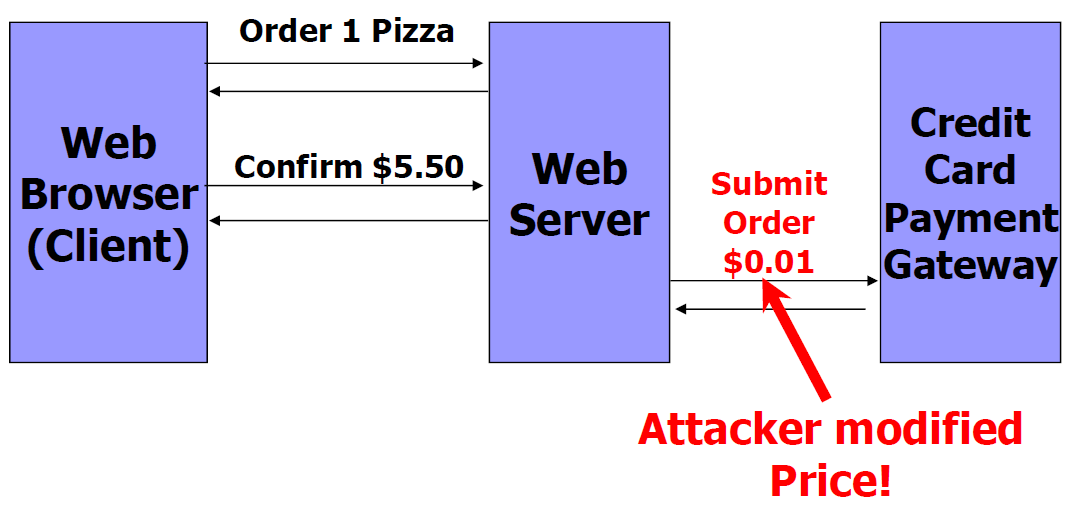 Order 1 Pizza
Web
Browser
(Client)
Confirm $5.50
Web
Server
Submit
Order
$0.01
Credit
Card
Payment
Gateway
Attacker modified
Price!